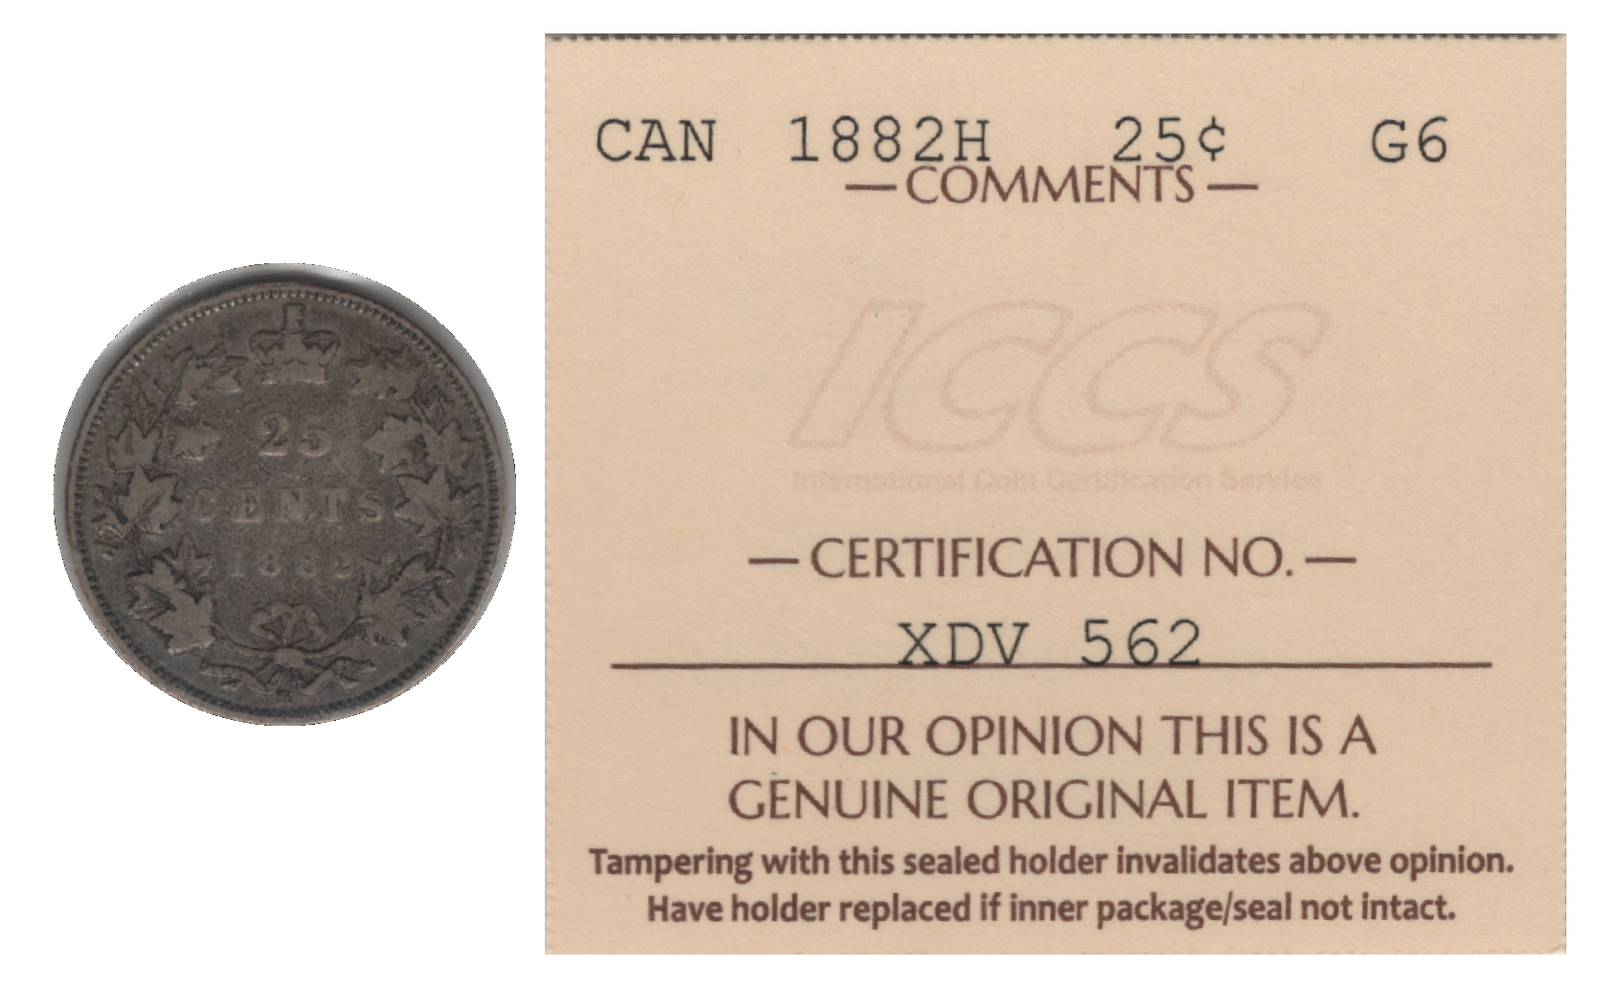 25
CENTS
1882
H
CAN 1882H 25¢ G6
— COMMENTS —
ICCS
International Coin Certification Service
— CERTIFICATION NO. —
XDV 562
IN OUR OPINION THIS IS A
GENUINE ORIGINAL ITEM.
Tampering with this sealed holder invalidates above opinion.
Have holder replaced if inner package/seal not intact.